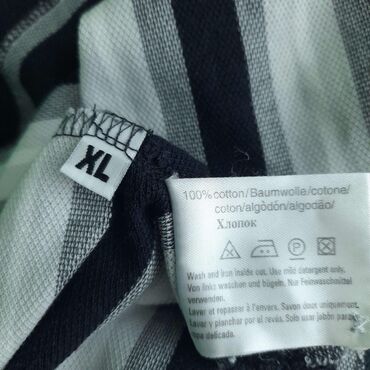 XL
100% cotton/Baumwolle/cotone/
coton/algòdón/algodão/
Хлопок
P
Wash and iron inside out. Use mild detergent only.
Von links waschen und bügeln. Nur Feinwaschmittel
verwenden.
Laver et repasser à l'envers. Savon doux uniquement.
Lavar y planchar por el revés. Solo usar jabón para
ropa delicada.